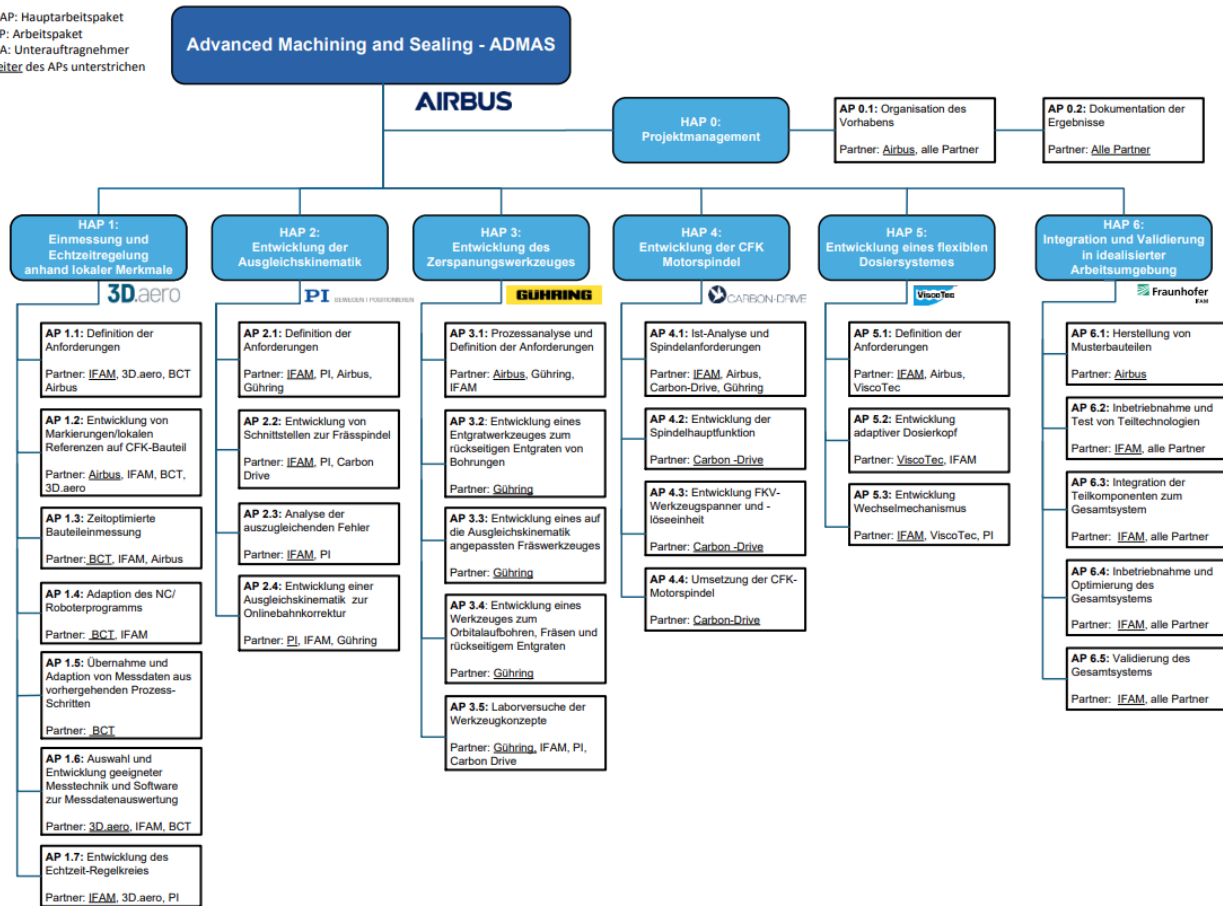 AP: Hauptarbeitspaket
P: Arbeitspaket
A: Unterauftragnehmer
eiter des APs unterstrichen
Advanced Machining and Sealing - ADMAS
AIRBUS
HAP 0:
Projektmanagement
AP 0.1: Organisation des
Vorhabens
Partner: Airbus, alle Partner
AP 0.2: Dokumentation der
Ergebnisse
Partner: Alle Partner
HAP 1:
Einmessung und
Echtzeitregelung
anhand lokaler Merkmale
3D.aero
AP 1.1: Definition der
Anforderungen
Partner: IFAM, 3D.aero, BCT
Airbus
AP 1.2: Entwicklung von
Markierungen/lokalen
Referenzen auf CFK-Bauteil
Partner: Airbus, IFAM, BCT,
3D.aero
AP 1.3: Zeitoptimierte
Bauteileinmessung
Partner: BCT, IFAM, Airbus
AP 1.4: Adaption des NC/
Roboterprogramms
Partner: BCT, IFAM
AP 1.5: Übernahme und
Adaption von Messdaten aus
vorhergehenden Prozess-
Schritten
Partner: BCT
AP 1.6: Auswahl und
Entwicklung geeigneter
Messtechnik und Software
zur Messdatenauswertung
Partner: 3D.aero, IFAM, BCT
AP 1.7: Entwicklung des
Echtzeit-Regelkreies
Partner: IFAM, 3D.aero, PI
HAP 2:
Entwicklung der
Ausgleichskinematik
PI BEWEGEN | POSITIONIEREN
AP 2.1: Definition der
Anforderungen
Partner: IFAM, PI, Airbus,
Gühring
AP 2.2: Entwicklung von
Schnittstellen zur Frässpindel
Partner: IFAM, PI, Carbon
Drive
AP 2.3: Analyse der
auszugleichenden Fehler
Partner: IFAM, PI
AP 2.4: Entwicklung einer
Ausgleichskinematik zur
Onlinebahnkorrektur
Partner: PI, IFAM, Gühring
HAP 3:
Entwicklung des
Zerspanungswerkzeuges
GÜHRING
AP 3.1: Prozessanalyse und
Definition der Anforderungen
Partner: Airbus, Gühring,
IFAM
AP 3.2: Entwicklung eines
Entgratwerkzeuges zum
rückseitigen Entgraten von
Bohrungen
Partner: Gühring
AP 3.3: Entwicklung eines auf
die Ausgleichskinematik
angepassten Fräswerkzeuges
Partner: Gühring
AP 3.4: Entwicklung eines
Werkzeuges zum
Orbitalaufbohren, Fräsen und
rückseitigem Entgraten
Partner: Gühring
AP 3.5: Laborversuche der
Werkzeugkonzepte
Partner: Gühring, IFAM, PI,
Carbon Drive
HAP 4:
Entwicklung der CFK
Motorspindel
CARBON-DRIVE
AP 4.1: Ist-Analyse und
Spindelanforderungen
Partner: IFAM, Airbus,
Carbon-Drive, Gühring
AP 4.2: Entwicklung der
Spindelhauptfunktion
Partner: Carbon -Drive
AP 4.3: Entwicklung FKV-
Werkzeugspanner und -
löseeinheit
Partner: Carbon -Drive
AP 4.4: Umsetzung der CFK-
Motorspindel
Partner: Carbon-Drive
HAP 5:
Entwicklung eines flexiblen
Dosiersystemes
ViscoTec
AP 5.1: Definition der
Anforderungen
Partner: IFAM, Airbus,
ViscoTec
AP 5.2: Entwicklung
adaptiver Dosierkopf
Partner: ViscoTec, IFAM
AP 5.3: Entwicklung
Wechselmechanismus
Partner: IFAM, ViscoTec, PI
HAP 6:
Integration und Validierung
in idealisierter
Arbeitsumgebung
Fraunhofer
IFAM
AP 6.1: Herstellung von
Musterbauteilen
Partner: Airbus
AP 6.2: Inbetriebnahme und
Test von Teiltechnologien
Partner: IFAM, alle Partner
AP 6.3: Integration der
Teilkomponenten zum
Gesamtsystem
Partner: IFAM, alle Partner
AP 6.4: Inbetriebnahme und
Optimierung des
Gesamtsystems
Partner: IFAM, alle Partner
AP 6.5: Validierung des
Gesamtsystems
Partner: IFAM, alle Partner